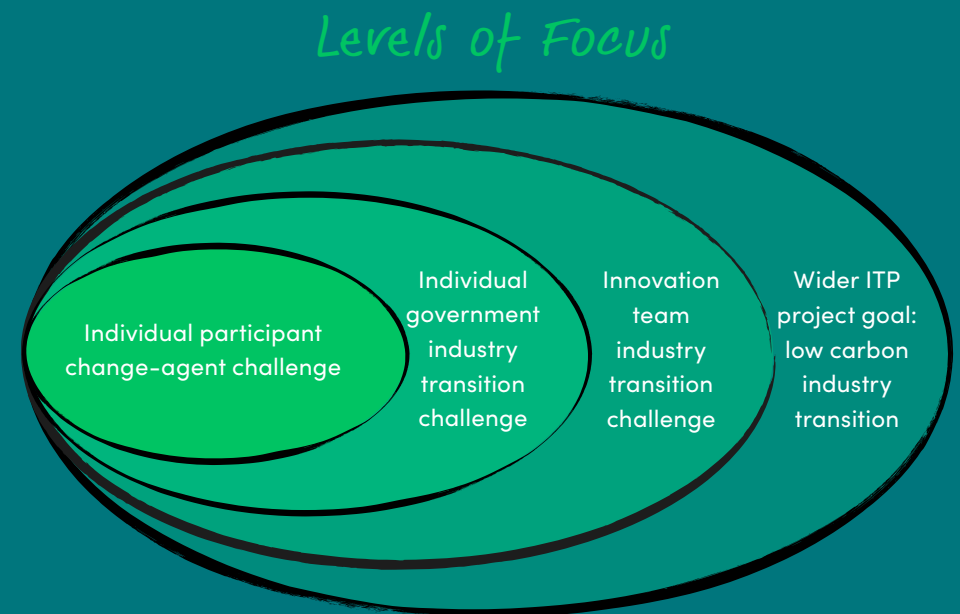 Levels of Focus
Individual participant
change-agent challenge
Individual
government
industry
transition
challenge
Innovation
team
industry
transition
challenge
Wider ITP
project goal:
low carbon
industry
transition